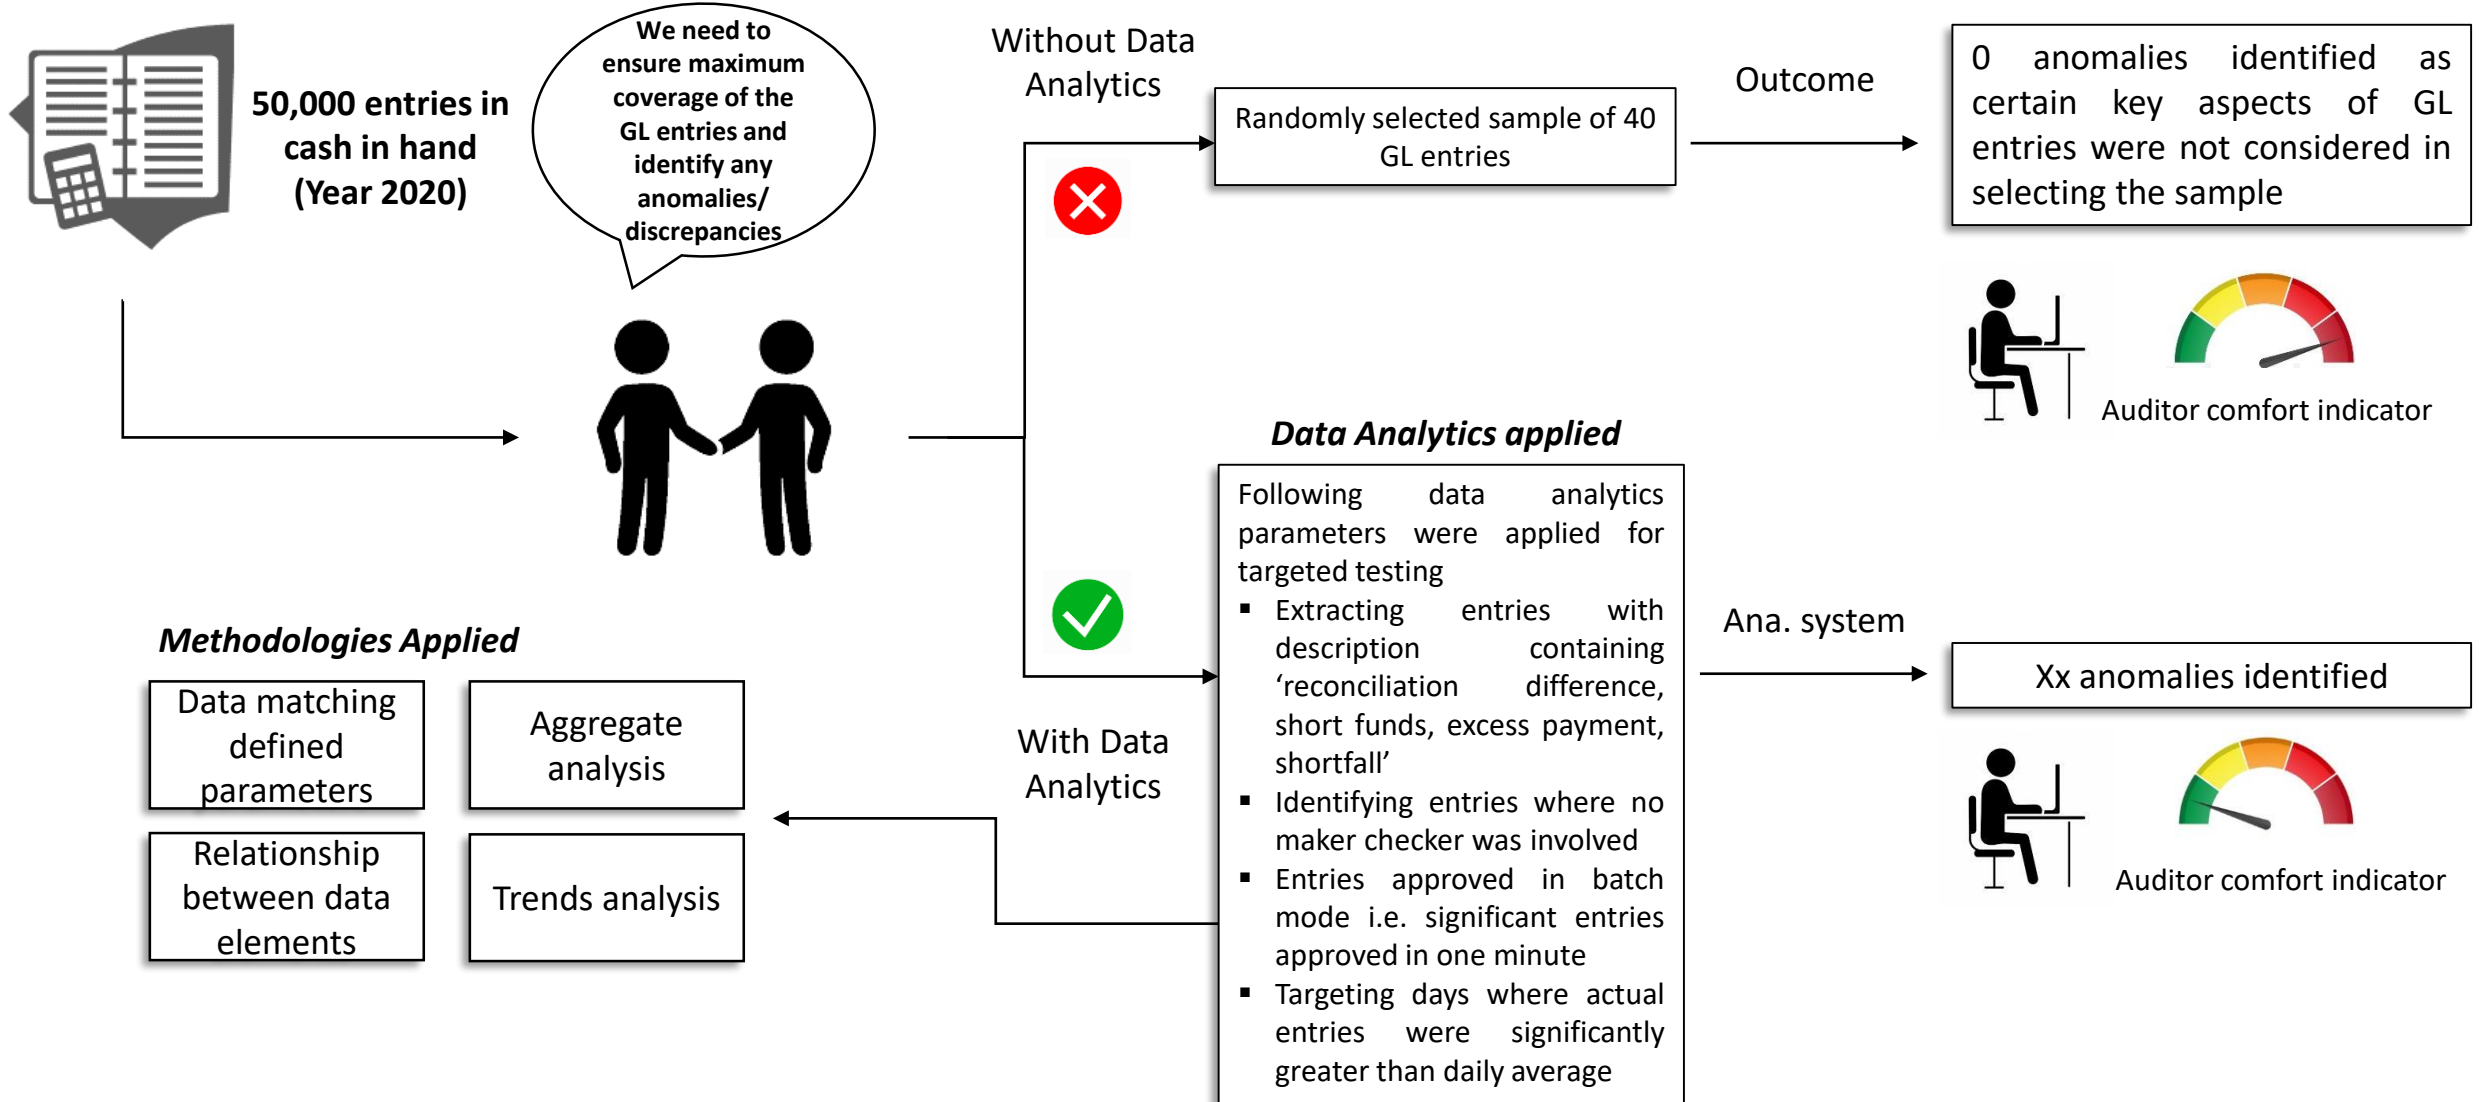 50,000 entries in
cash in hand
(Year 2020)
We need to
ensure maximum
coverage of the
GL entries and
identify any
anomalies/
discrepancies
Without Data
Analytics
Randomly selected sample of 40
GL entries
Outcome
0 anomalies identified as
certain key aspects of GL
entries were not considered in
selecting the sample
Auditor comfort indicator
Data Analytics applied
Following data analytics
parameters were applied for
targeted testing
▪ Extracting entries with
description containing
‘reconciliation difference,
short funds, excess payment,
shortfall’
▪ Identifying entries where no
maker checker was involved
▪ Entries approved in batch
mode i.e. significant entries
approved in one minute
▪ Targeting days where actual
entries were significantly
greater than daily average
With Data
Analytics
Ana. system
Xx anomalies identified
Auditor comfort indicator
Methodologies Applied
Data matching
defined
parameters
Aggregate
analysis
Relationship
between data
elements
Trends analysis